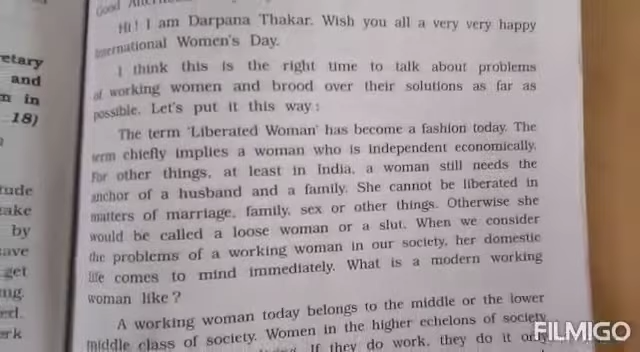 Good
Hi! I am Darpana Thakar. Wish you all a very very happy
International Women's Day.
I think this is the right time to talk about problems
of working women and brood over their solutions as far as
possible. Let's put it this way :
The term 'Liberated Woman' has become a fashion today. The
term chiefly implies a woman who is independent economically.
For other things, at least in India, a woman still needs the
anchor of a husband and a family. She cannot be liberated in
matters of marriage, family, sex or other things. Otherwise she
would be called a loose woman or a slut. When we consider
the problems of a working woman in our society, her domestic
life comes to mind immediately. What is a modern working
woman like ?
A working woman today belongs to the middle or the lower
middle class of society. Women in the higher echelons of society
If they do work, they do it only
etary
and
n in
18)
tude
take
by
ave
get
ng.
ed.
erk
FILMIGO